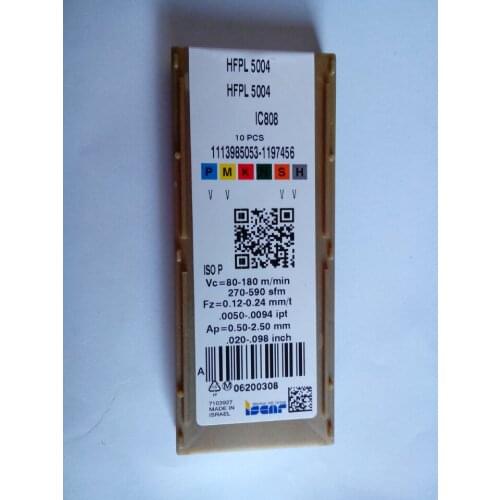 HFPL 5004
HFPL 5004
IC808
10 PCS
1113985053-1197456
P M K N S H
V V V V
ISO P
Vc=80-180 m/min
270-590 sfm
Fz=0.12-0.24 mm/t
.0050-.0094 ipt
Ap=0.50-2.50 mm
.020-.098 inch
A
M 06200308
7103927
MADE IN
ISRAEL
iscar